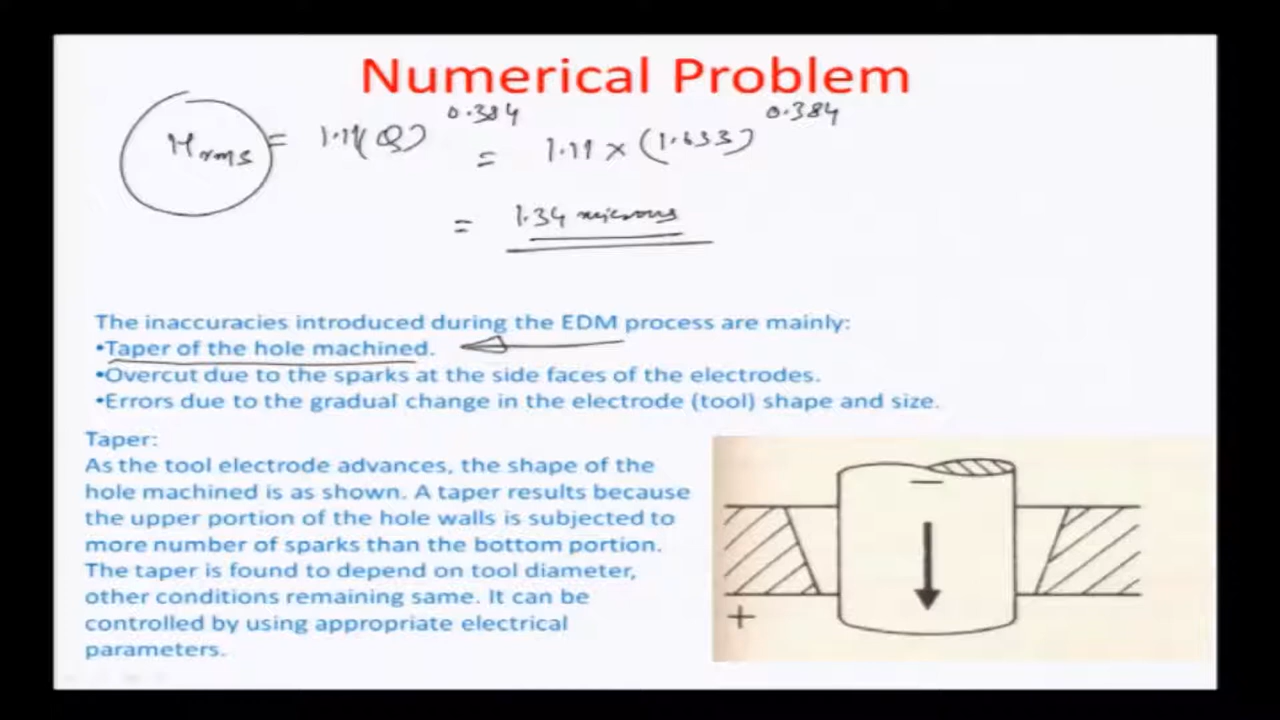 Numerical Problem
Hrms = 1.11(Q)^0.384 = 1.11 × (1.633)^0.384
= 1.34 microns
The inaccuracies introduced during the EDM process are mainly:
•Taper of the hole machined.
•Overcut due to the sparks at the side faces of the electrodes.
•Errors due to the gradual change in the electrode (tool) shape and size.
Taper:
As the tool electrode advances, the shape of the
hole machined is as shown. A taper results because
the upper portion of the hole walls is subjected to
more number of sparks than the bottom portion.
The taper is found to depend on tool diameter,
other conditions remaining same. It can be
controlled by using appropriate electrical
parameters.
−
+